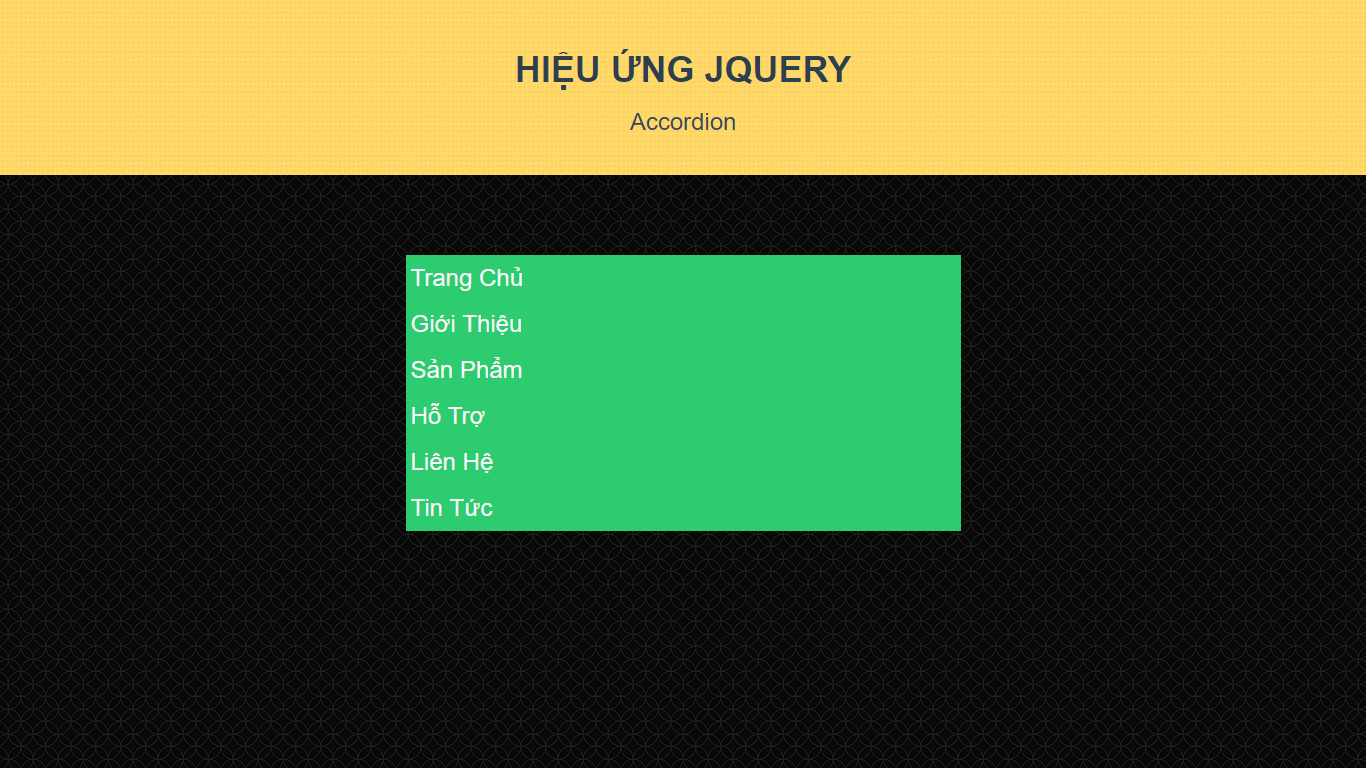 HIỆU ỨNG JQUERY
Accordion
Trang Chủ
Giới Thiệu
Sản Phẩm
Hỗ Trợ
Liên Hệ
Tin Tức